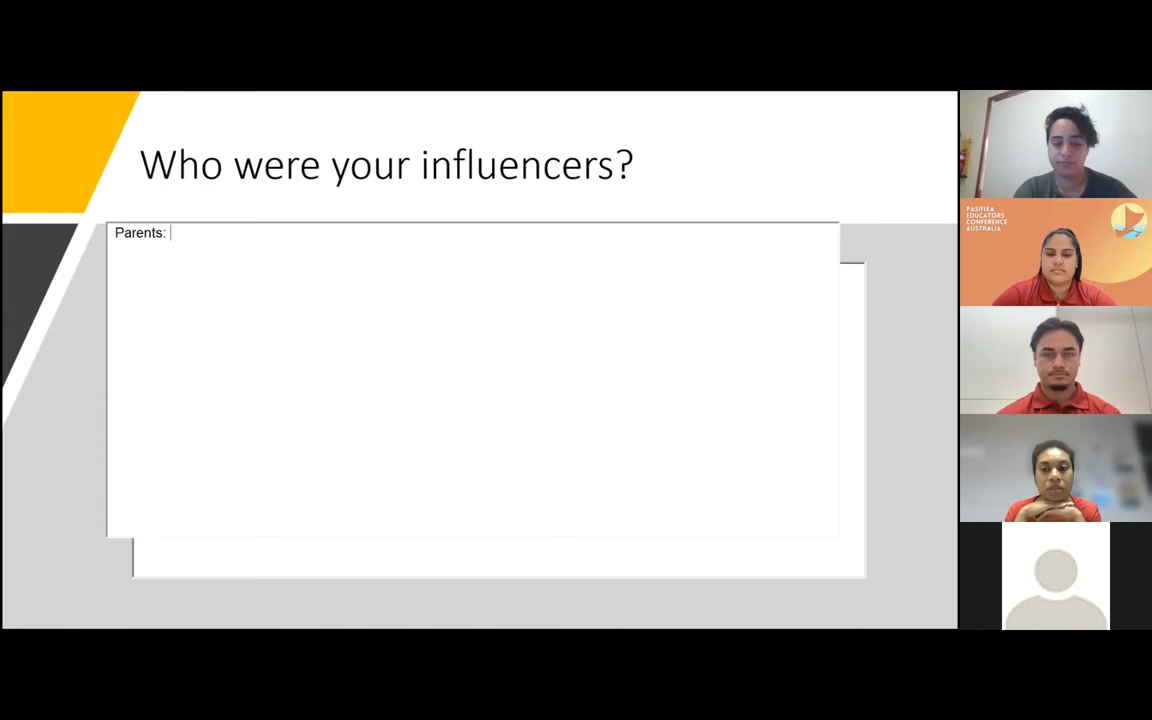 Who were your influencers?
Parents:
PASIFIKA
EDUCATORS
CONFERENCE
AUSTRALIA